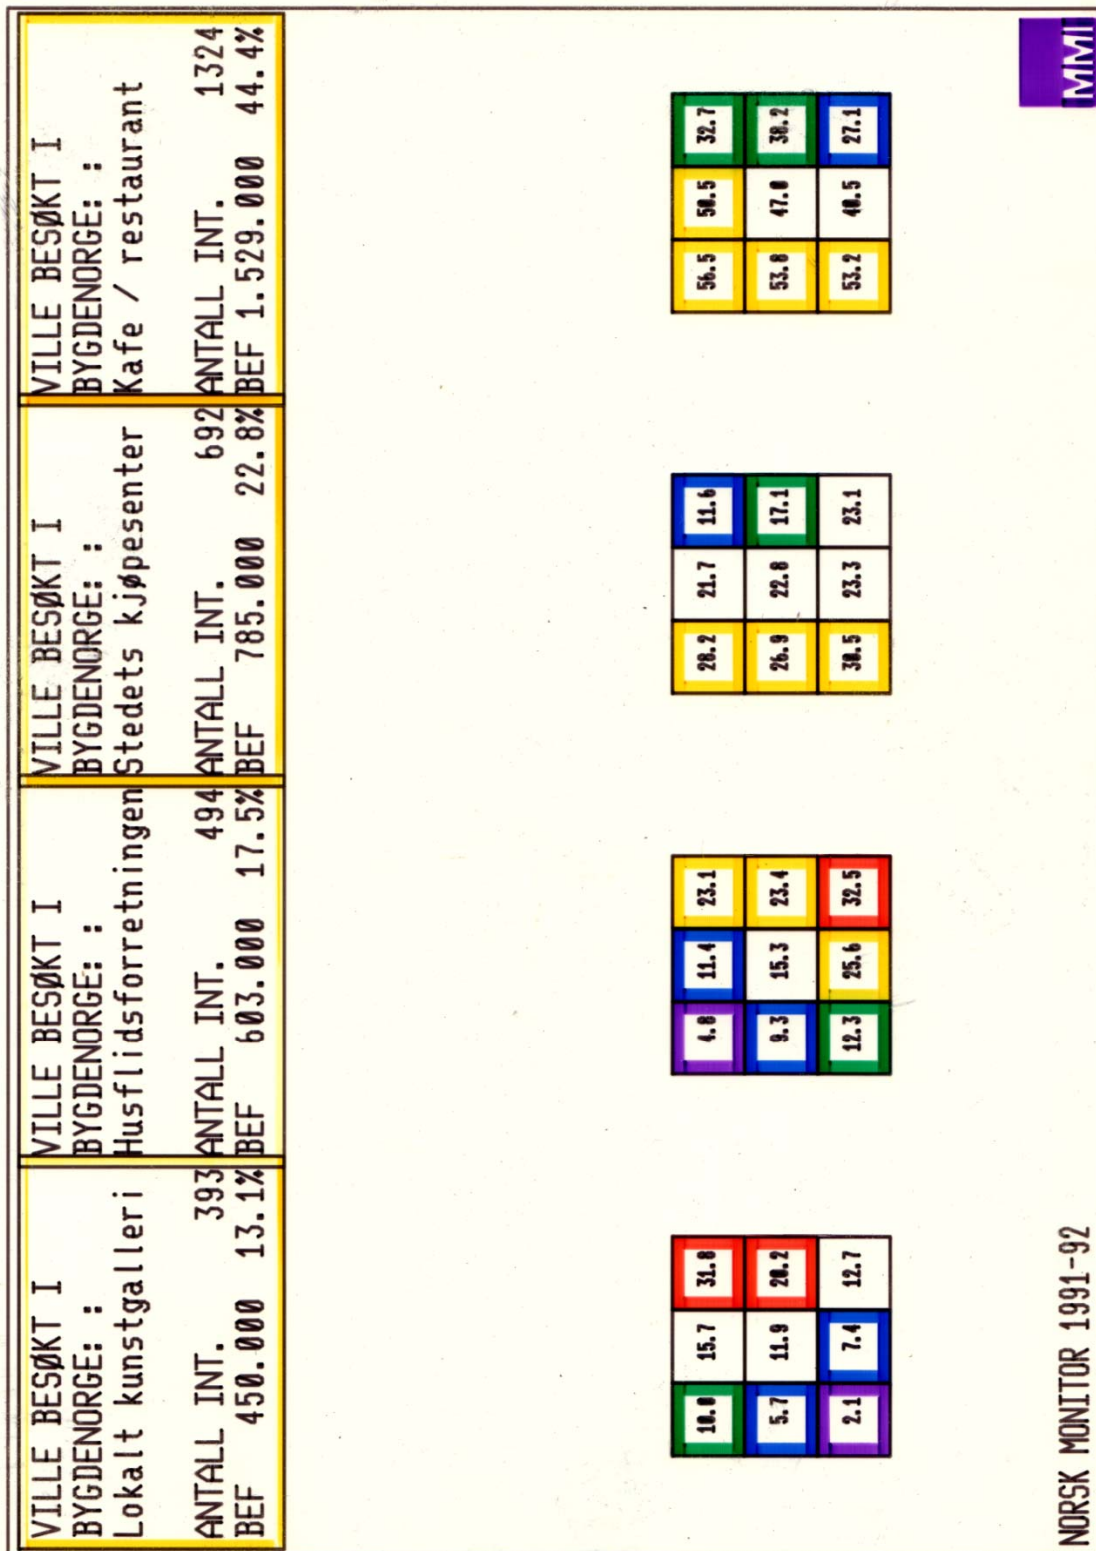 VILLE BESØKT I
BYGDENORGE: :
Lokalt kunstgalleri
ANTALL INT. 393
BEF 450.000 13.1%
VILLE BESØKT I
BYGDENORGE: :
Husflidsforretningen
ANTALL INT. 494
BEF 603.000 17.5%
VILLE BESØKT I
BYGDENORGE: :
Stedets kjøpesenter
ANTALL INT. 692
BEF 785.000 22.8%
VILLE BESØKT I
BYGDENORGE: :
Kafe / restaurant
ANTALL INT. 1324
BEF 1.529.000 44.4%
10.0 15.7 31.8
5.7 11.9 20.2
2.1 7.4 12.7
4.8 11.4 23.1
9.3 15.3 23.4
12.3 25.6 32.5
28.2 21.7 11.6
26.9 22.8 17.1
30.5 23.3 23.1
56.5 50.5 32.7
53.8 47.0 38.2
53.2 40.5 27.1
NORSK MONITOR 1991-92
MMI